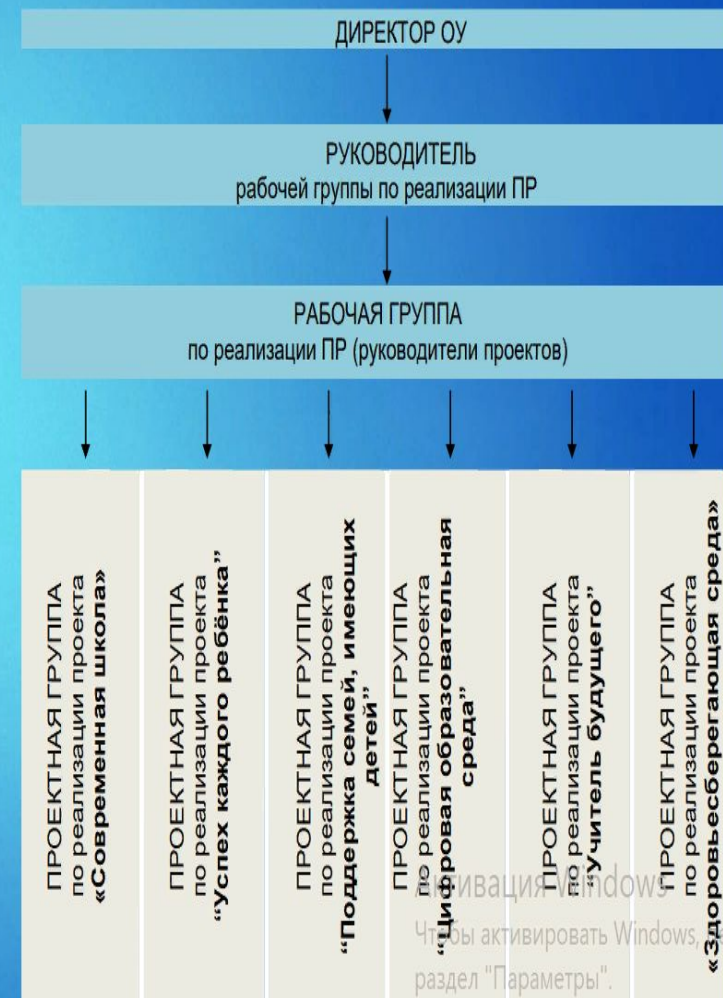 ДИРЕКТОР ОУ
РУКОВОДИТЕЛЬ
рабочей группы по реализации ПР
РАБОЧАЯ ГРУППА
по реализации ПР (руководители проектов)
ПРОЕКТНАЯ ГРУППА
по реализации проекта
«Современная школа»
ПРОЕКТНАЯ ГРУППА
по реализации проекта
“Успех каждого ребёнка”
ПРОЕКТНАЯ ГРУППА
по реализации проекта
“Поддержка семей, имеющих
детей”
ПРОЕКТНАЯ ГРУППА
по реализации проекта
“Цифровая образовательная
среда”
ПРОЕКТНАЯ ГРУППА
по реализации проекта
“Учитель будущего”
ПРОЕКТНАЯ ГРУППА
по реализации проекта
«Здоровьесберегающая среда»
Активация Windows
Чтобы активировать Windows,
раздел "Параметры".